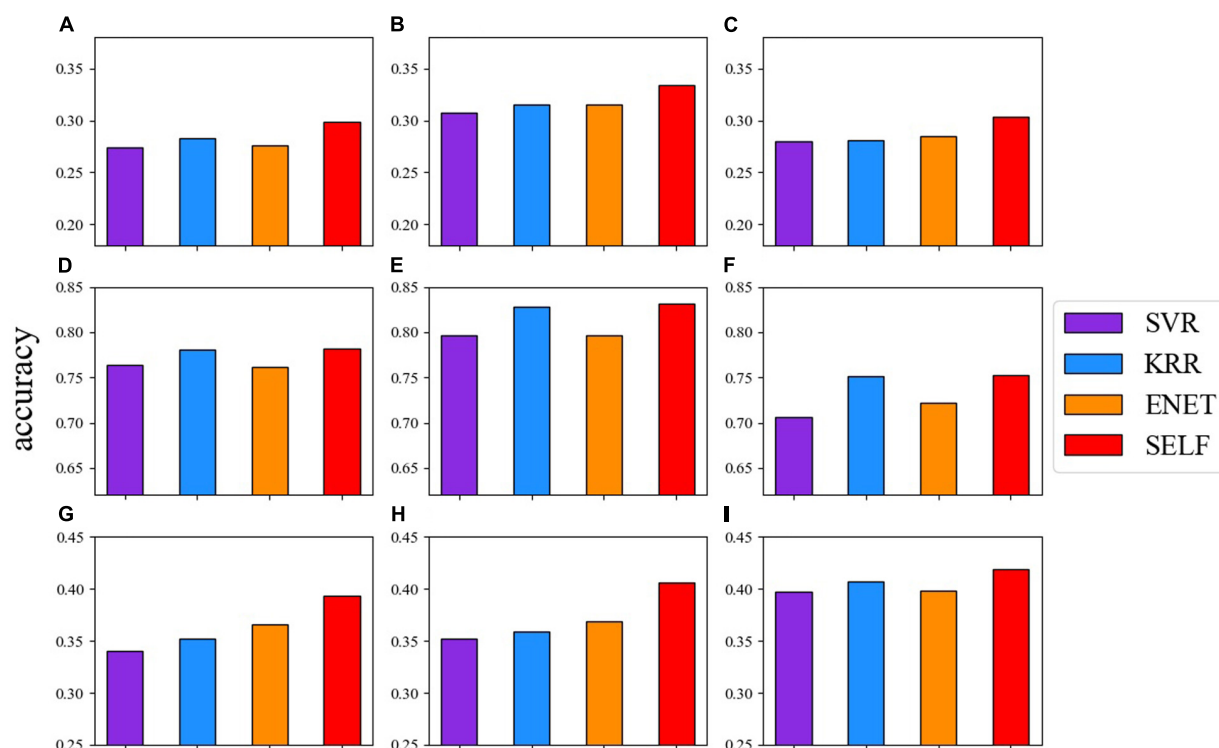 A B C
0.35 0.35 0.35
0.30 0.30 0.30
0.25 0.25 0.25
0.20 0.20 0.20
D E F
0.85 0.85 0.85
0.80 0.80 0.80
0.75 0.75 0.75
0.70 0.70 0.70
0.65 0.65 0.65
accuracy
SVR
KRR
ENET
SELF
G H I
0.45 0.45 0.45
0.40 0.40 0.40
0.35 0.35 0.35
0.30 0.30 0.30
0.25 0.25 0.25